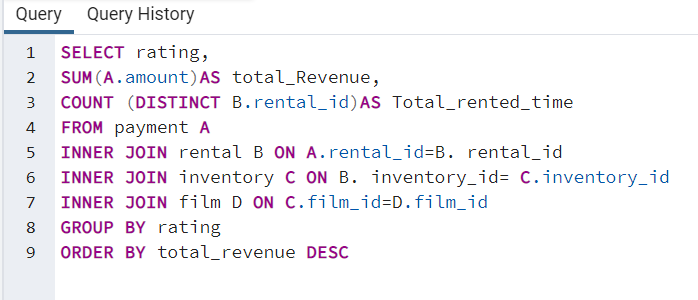 Query Query History
1 SELECT rating,
2 SUM(A.amount)AS total_Revenue,
3 COUNT (DISTINCT B.rental_id)AS Total_rented_time
4 FROM payment A
5 INNER JOIN rental B ON A.rental_id=B. rental_id
6 INNER JOIN inventory C ON B. inventory_id= C.inventory_id
7 INNER JOIN film D ON C.film_id=D.film_id
8 GROUP BY rating
9 ORDER BY total_revenue DESC